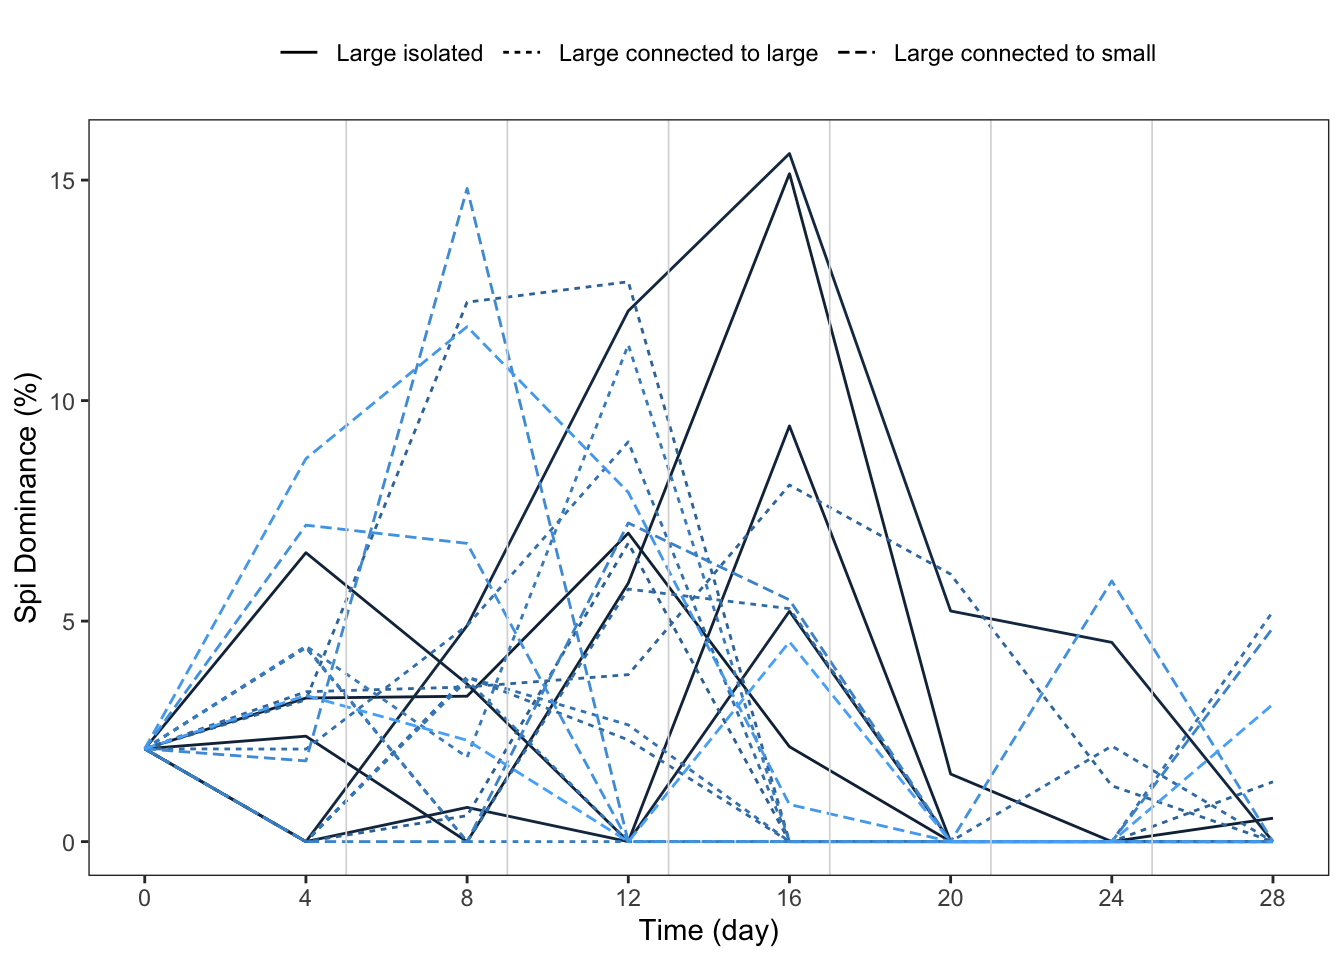 Large isolated Large connected to large Large connected to small
Spi Dominance (%)
15
10
5
0
0 4 8 12 16 20 24 28
Time (day)